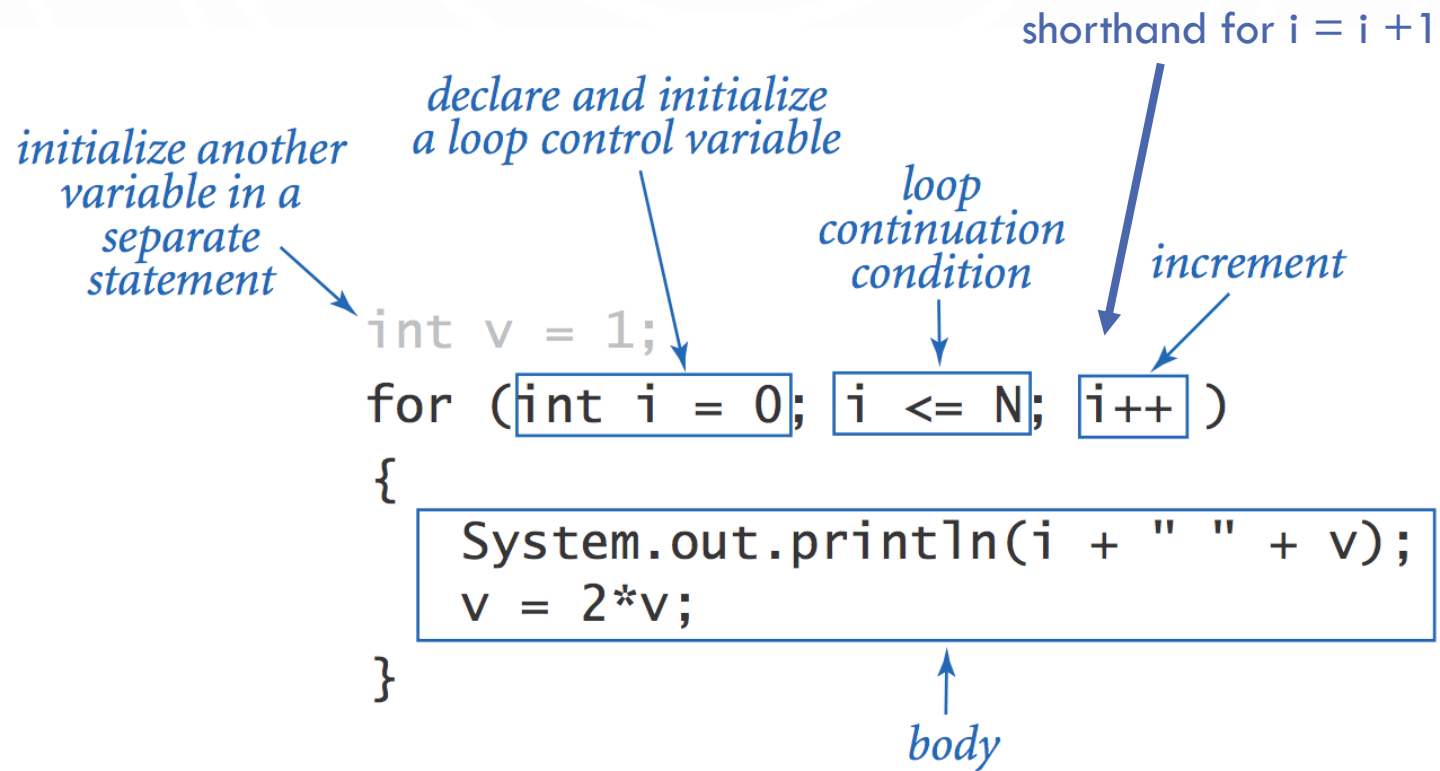 shorthand for i = i +1
declare and initialize
a loop control variable
initialize another
variable in a
separate
statement
loop
continuation
condition
increment
int v = 1;
for (int i = 0; i <= N; i++ )
{
System.out.println(i + " " + v);
v = 2*v;
}
body